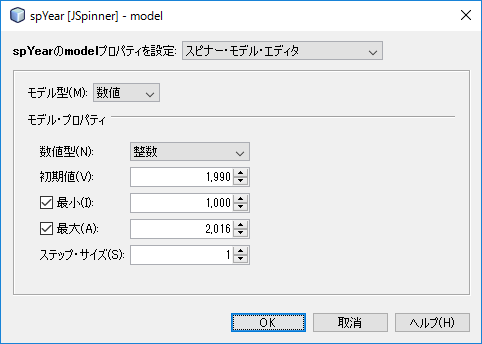 spYear [JSpinner] - model
spYearのmodelプロパティを設定: スピナー・モデル・エディタ
モデル型(M): 数値
モデル・プロパティ
数値型(N): 整数
初期値(V): 1,990
最小(I): 1,000
最大(A): 2,016
ステップ・サイズ(S): 1
OK 取消 ヘルプ(H)